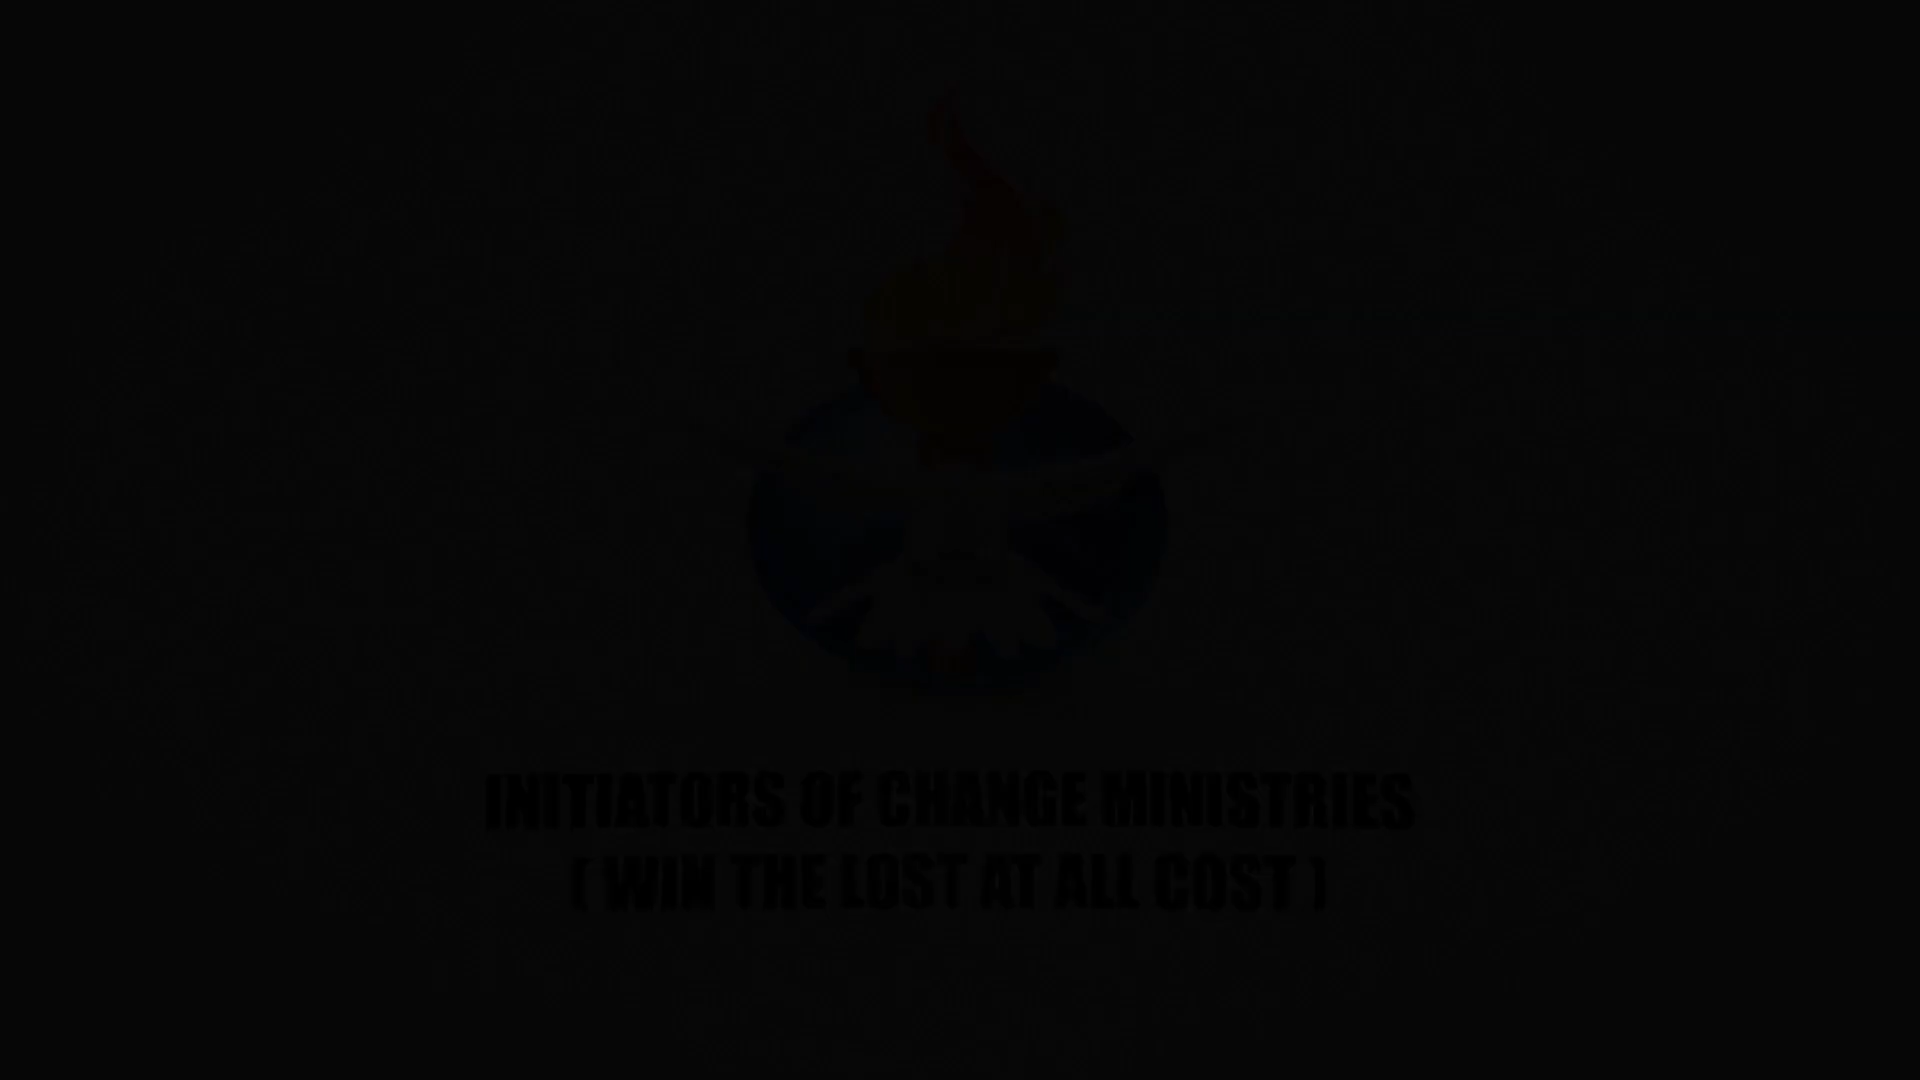 INITIATORS OF CHANGE MINISTRIES
( WIN THE LOST AT ALL COST )